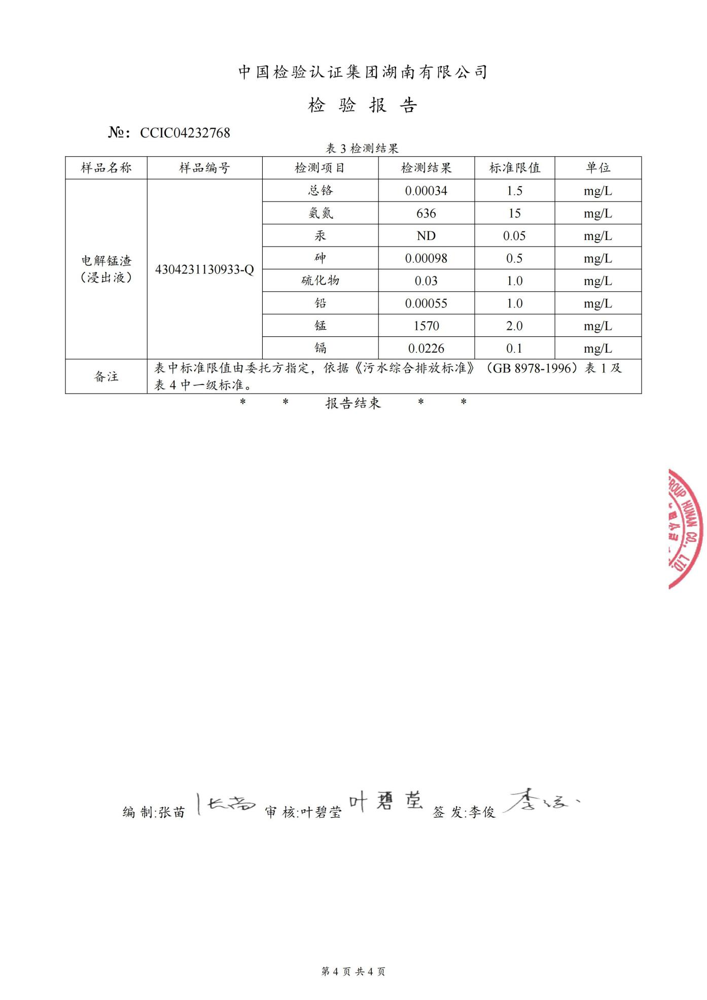 中国检验认证集团湖南有限公司
检 验 报 告
№：CCIC04232768
表 3 检测结果
样品名称 样品编号 检测项目 检测结果 标准限值 单位
电解锰渣
（浸出液）
4304231130933-Q
总铬 0.00034 1.5 mg/L
氨氮 636 15 mg/L
汞 ND 0.05 mg/L
砷 0.00098 0.5 mg/L
硫化物 0.03 1.0 mg/L
铅 0.00055 1.0 mg/L
锰 1570 2.0 mg/L
镉 0.0226 0.1 mg/L
备注
表中标准限值由委托方指定，依据《污水综合排放标准》（GB 8978-1996）表 1 及
表 4 中一级标准。
* * 报告结束 * *
GROUP HUNAN CO., LTD.
编 制:张苗 张苗 审 核:叶碧莹 叶碧莹 签 发:李俊 李俊
第 4 页 共 4 页